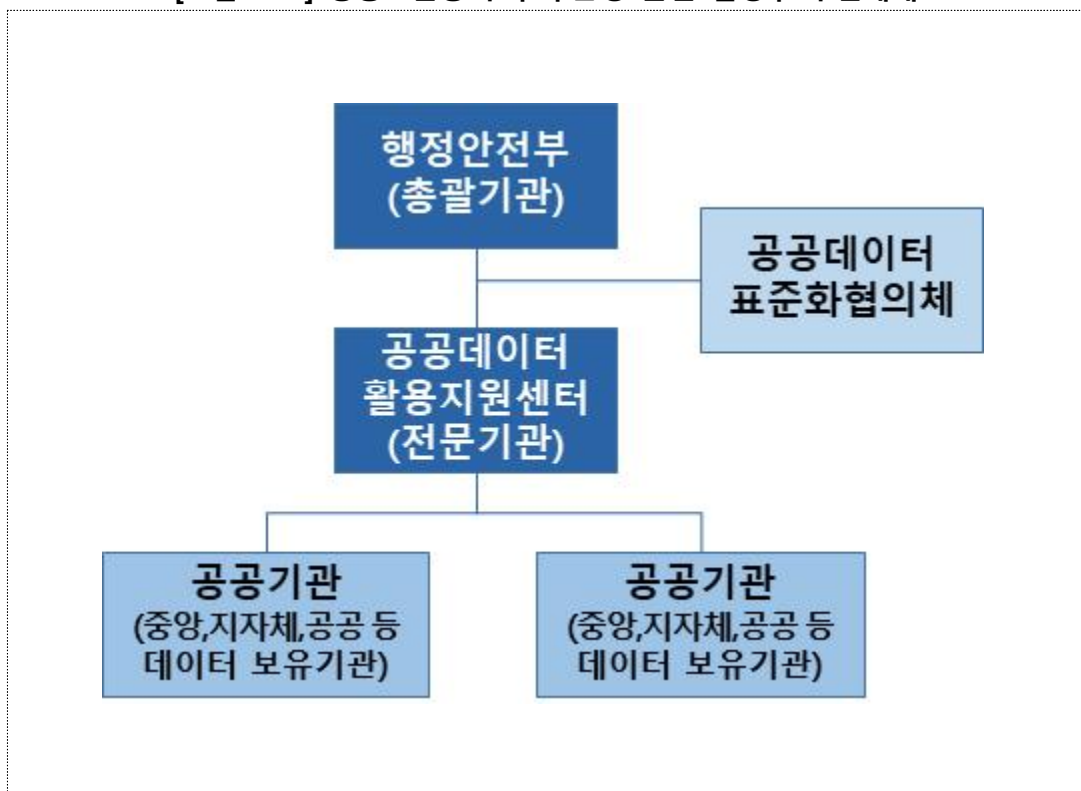 행정안전부
(총괄기관)
공공데이터
표준화협의체
공공데이터
활용지원센터
(전문기관)
공공기관
(중앙,지자체,공공 등
데이터 보유기관)
공공기관
(중앙,지자체,공공 등
데이터 보유기관)